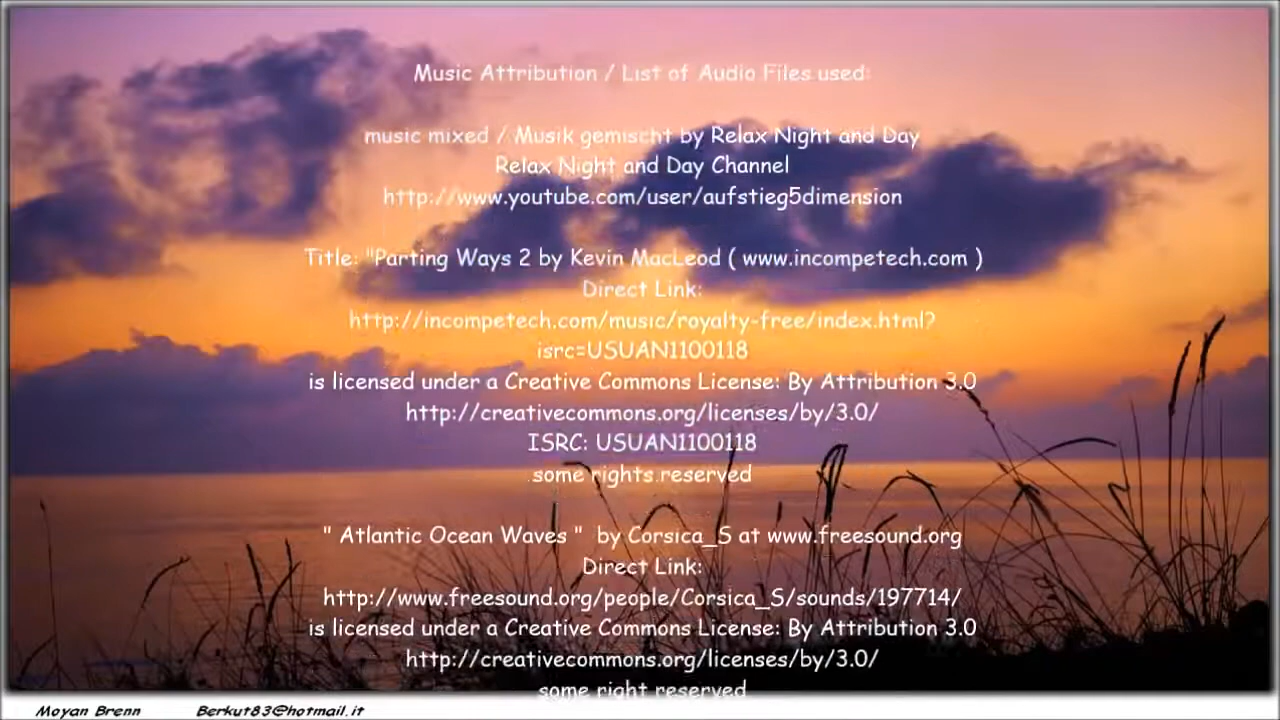 Music Attribution / List of Audio Files used:
music mixed / Musik gemischt by Relax Night and Day
Relax Night and Day Channel
http://www.youtube.com/user/aufstieg5dimension
Title: "Parting Ways 2 by Kevin MacLeod ( www.incompetech.com )
Direct Link:
http://incompetech.com/music/royalty-free/index.html?
isrc=USUAN1100118
is licensed under a Creative Commons License: By Attribution 3.0
http://creativecommons.org/licenses/by/3.0/
ISRC: USUAN1100118
some rights reserved
" Atlantic Ocean Waves "  by Corsica_S at www.freesound.org
Direct Link:
http://www.freesound.org/people/Corsica_S/sounds/197714/
is licensed under a Creative Commons License: By Attribution 3.0
http://creativecommons.org/licenses/by/3.0/
some right reserved
Moyan Brenn Berkut83@hotmail.it